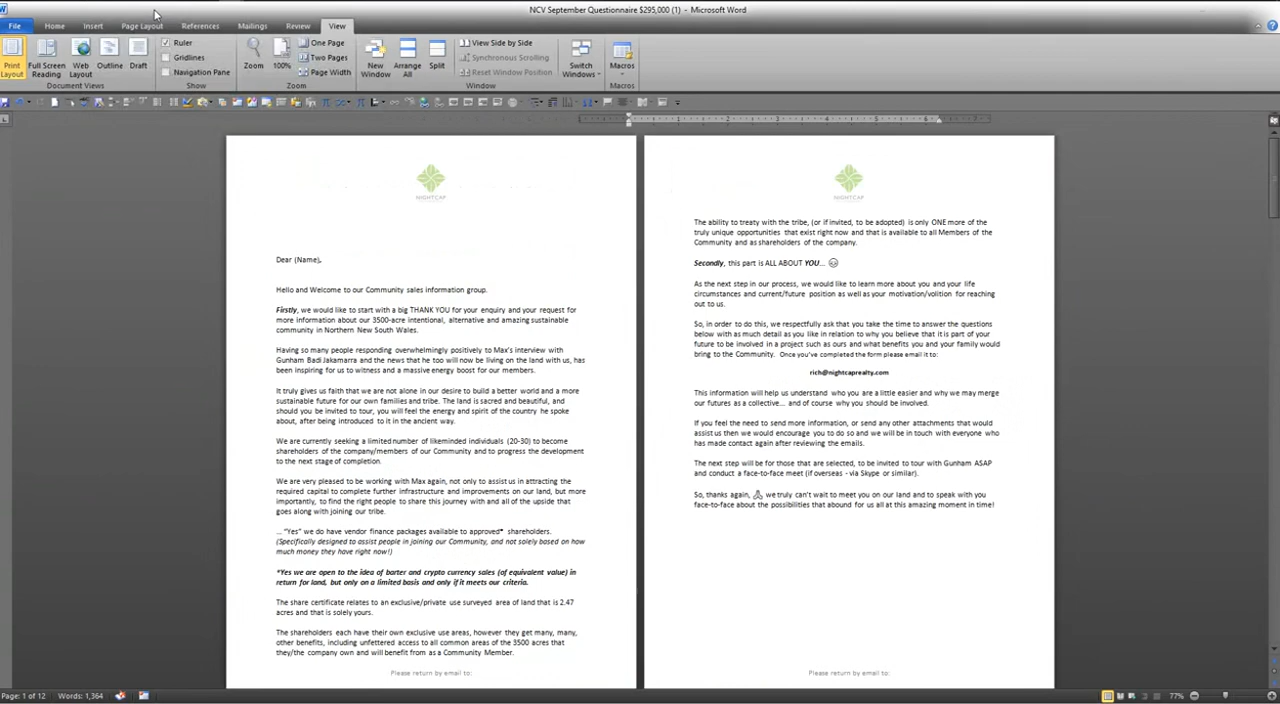 NCV September Questionnaire $295,000 (1) - Microsoft Word
File Home Insert Page Layout References Mailings Review View
Print Layout
Full Screen Reading
Web Layout
Outline
Draft
Document Views
Ruler
Gridlines
Navigation Pane
Show
Zoom
100%
One Page
Two Pages
Page Width
Zoom
New Window
Arrange All
Split
View Side by Side
Synchronous Scrolling
Reset Window Position
Window
Switch Windows
Macros
Macros
NIGHTCAP
Dear (Name),
Hello and Welcome to our Community sales information group.
Firstly, we would like to start with a big THANK YOU for your enquiry and your request for
more information about our 3500-acre intentional, alternative and amazing sustainable
community in Northern New South Wales.
Having so many people responding overwhelmingly positively to Max's interview with
Gunham Badi Jakamarra and the news that he too will now be living on the land with us, has
been inspiring for us to witness and a massive energy boost for our members.
It truly gives us faith that we are not alone in our desire to build a better world and a more
sustainable future for our own families and tribe. The land is sacred and beautiful, and
should you be invited to tour, you will feel the energy and spirit of the country he spoke
about, after being introduced to it in the ancient way.
We are currently seeking a limited number of likeminded individuals (20-30) to become
shareholders of the company/members of our Community and to progress the development
to the next stage of completion.
We are very pleased to be working with Max again, not only to assist us in attracting the
required capital to complete further infrastructure and improvements on our land, but more
importantly, to find the right people to share this journey with and all of the upside that
goes along with joining our tribe.
... "Yes" we do have vendor finance packages available to approved* shareholders.
(Specifically designed to assist people in joining our Community, and not solely based on how
much money they have right now!)
*Yes we are open to the idea of barter and crypto currency sales (of equivalent value) in
return for land, but only on a limited basis and only if it meets our criteria.
The share certificate relates to an exclusive/private use surveyed area of land that is 2.47
acres and that is solely yours.
The shareholders each have their own exclusive use areas, however they get many, many,
other benefits, including unfettered access to all common areas of the 3500 acres that
they/the company own and will benefit from as a Community Member.
Please return by email to:
NIGHTCAP
The ability to treaty with the tribe, (or if invited, to be adopted) is only ONE more of the
truly unique opportunities that exist right now and that is available to all Members of the
Community and as shareholders of the company.
Secondly, this part is ALL ABOUT YOU...
As the next step in our process, we would like to learn more about you and your life
circumstances and current/future position as well as your motivation/volition for reaching
out to us.
So, in order to do this, we respectfully ask that you take the time to answer the questions
below with as much detail as you like in relation to why you believe that it is part of your
future to be involved in a project such as ours and what benefits you and your family would
bring to the Community. Once you've completed the form please email it to:
rich@nightcaprealty.com
This information will help us understand who you are a little easier and why we may merge
our futures as a collective... and of course why you should be involved.
If you feel the need to send more information, or send any other attachments that would
assist us then we would encourage you to do so and we will be in touch with everyone who
has made contact again after reviewing the emails.
The next step will be for those that are selected, to be invited to tour with Gunham ASAP
and conduct a face-to-face meet (if overseas - via Skype or similar).
So, thanks again, we truly can't wait to meet you on our land and to speak with you
face-to-face about the possibilities that abound for us all at this amazing moment in time!
Please return by email to:
Page: 1 of 12 Words: 1,364 77%